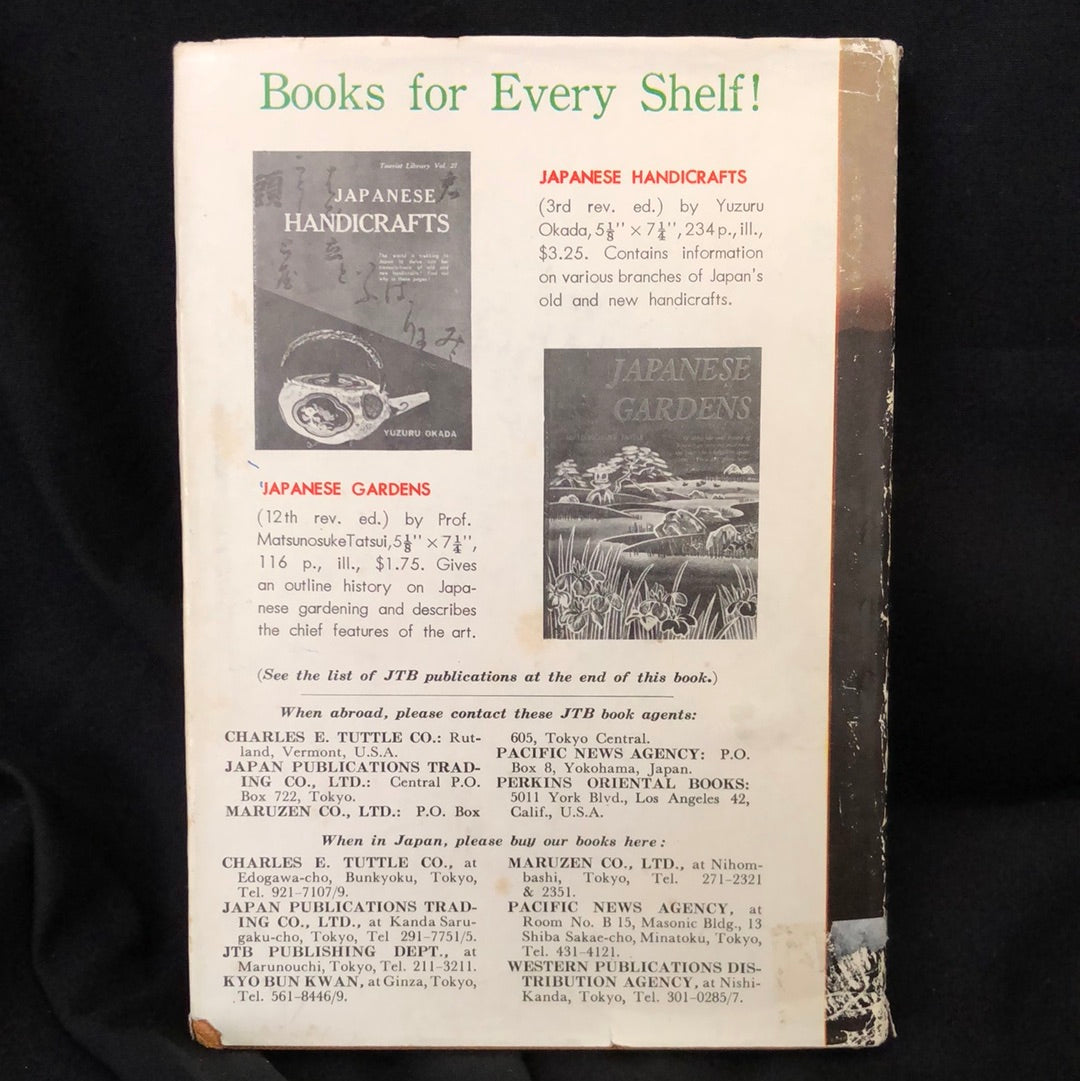 Books for Every Shelf!
Tourist Library Vol. 21
JAPANESE
HANDICRAFTS
YUZURU OKADA
JAPANESE HANDICRAFTS
(3rd rev. ed.) by Yuzuru
Okada, 5⅛" × 7¼", 234 p., ill.,
$3.25. Contains information
on various branches of Japan's
old and new handicrafts.
JAPANESE
GARDENS
JAPANESE GARDENS
(12th rev. ed.) by Prof.
Matsunosuke Tatsui, 5⅛" × 7¼",
116 p., ill., $1.75. Gives
an outline history on Japa-
nese gardening and describes
the chief features of the art.
(See the list of JTB publications at the end of this book.)
When abroad, please contact these JTB book agents:
CHARLES E. TUTTLE CO.: Rut-
land, Vermont, U.S.A.
JAPAN PUBLICATIONS TRAD-
ING CO., LTD.: Central P.O.
Box 722, Tokyo.
MARUZEN CO., LTD.: P.O. Box
605, Tokyo Central.
PACIFIC NEWS AGENCY: P.O.
Box 8, Yokohama, Japan.
PERKINS ORIENTAL BOOKS:
5011 York Blvd., Los Angeles 42,
Calif., U.S.A.
When in Japan, please buy our books here:
CHARLES E. TUTTLE CO., at
Edogawa-cho, Bunkyoku, Tokyo,
Tel. 921-7107/9.
JAPAN PUBLICATIONS TRAD-
ING CO., LTD., at Kanda Saru-
gaku-cho, Tokyo, Tel 291-7751/5.
JTB PUBLISHING DEPT., at
Marunouchi, Tokyo, Tel. 211-3211.
KYO BUN KWAN, at Ginza, Tokyo,
Tel. 561-8446/9.
MARUZEN CO., LTD., at Nihom-
bashi, Tokyo, Tel. 271-2321
& 2351.
PACIFIC NEWS AGENCY, at
Room No. B 15, Masonic Bldg., 13
Shiba Sakae-cho, Minatoku, Tokyo,
Tel. 431-4121.
WESTERN PUBLICATIONS DIS-
TRIBUTION AGENCY, at Nishi-
Kanda, Tokyo, Tel. 301-0285/7.